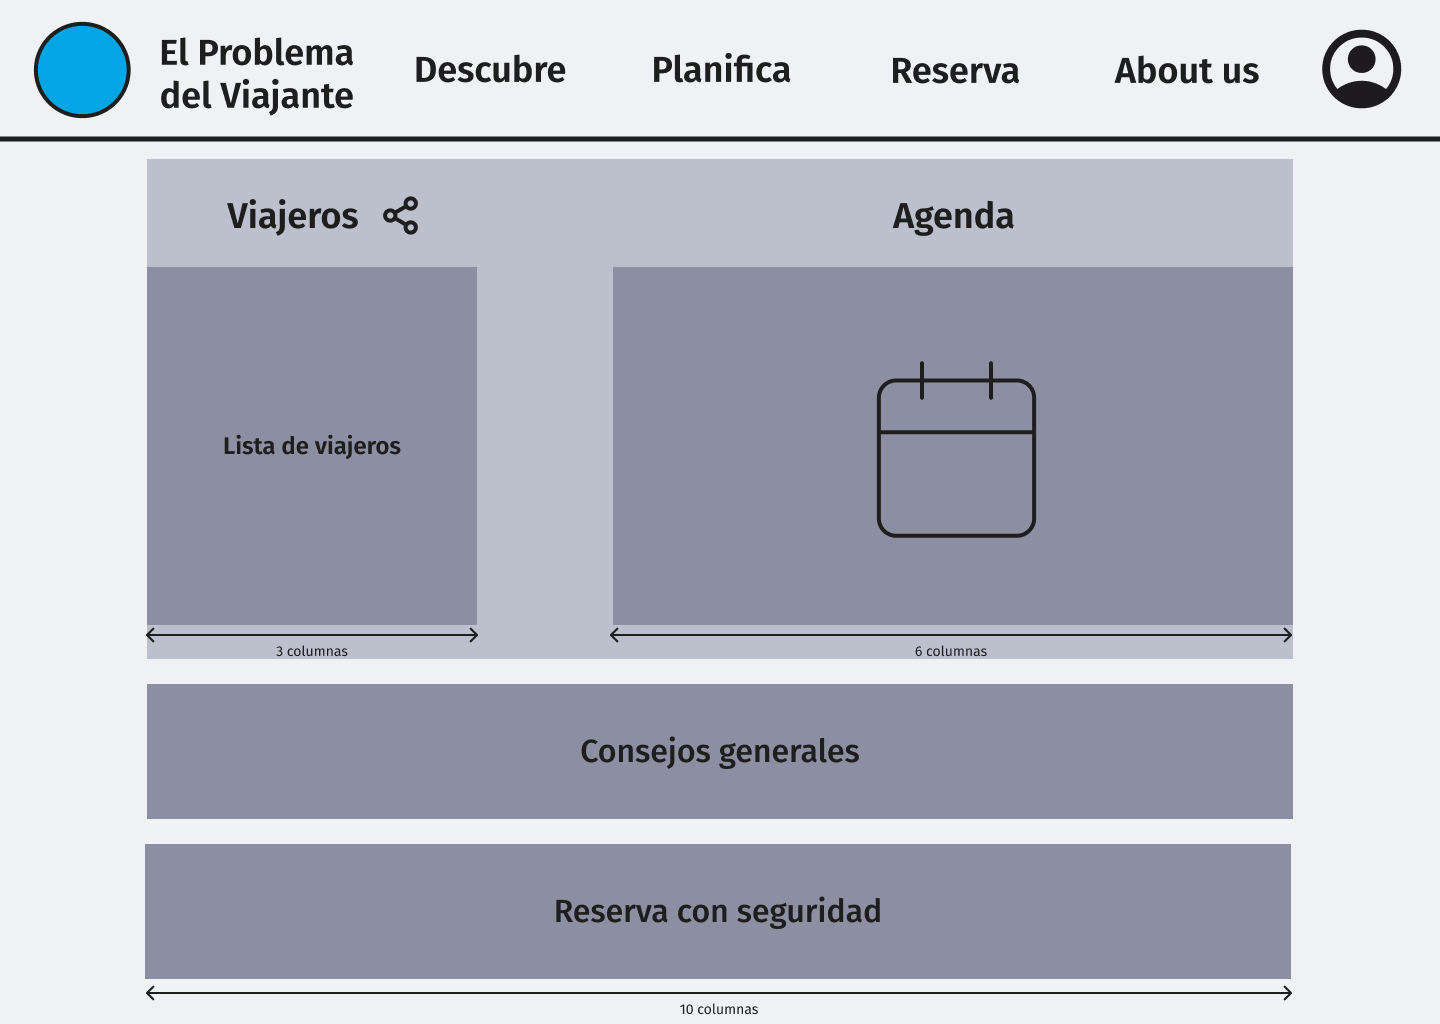 El Problema
del Viajante
Descubre
Planifica
Reserva
About us
Viajeros
Agenda
Lista de viajeros
3 columnas
6 columnas
Consejos generales
Reserva con seguridad
10 columnas